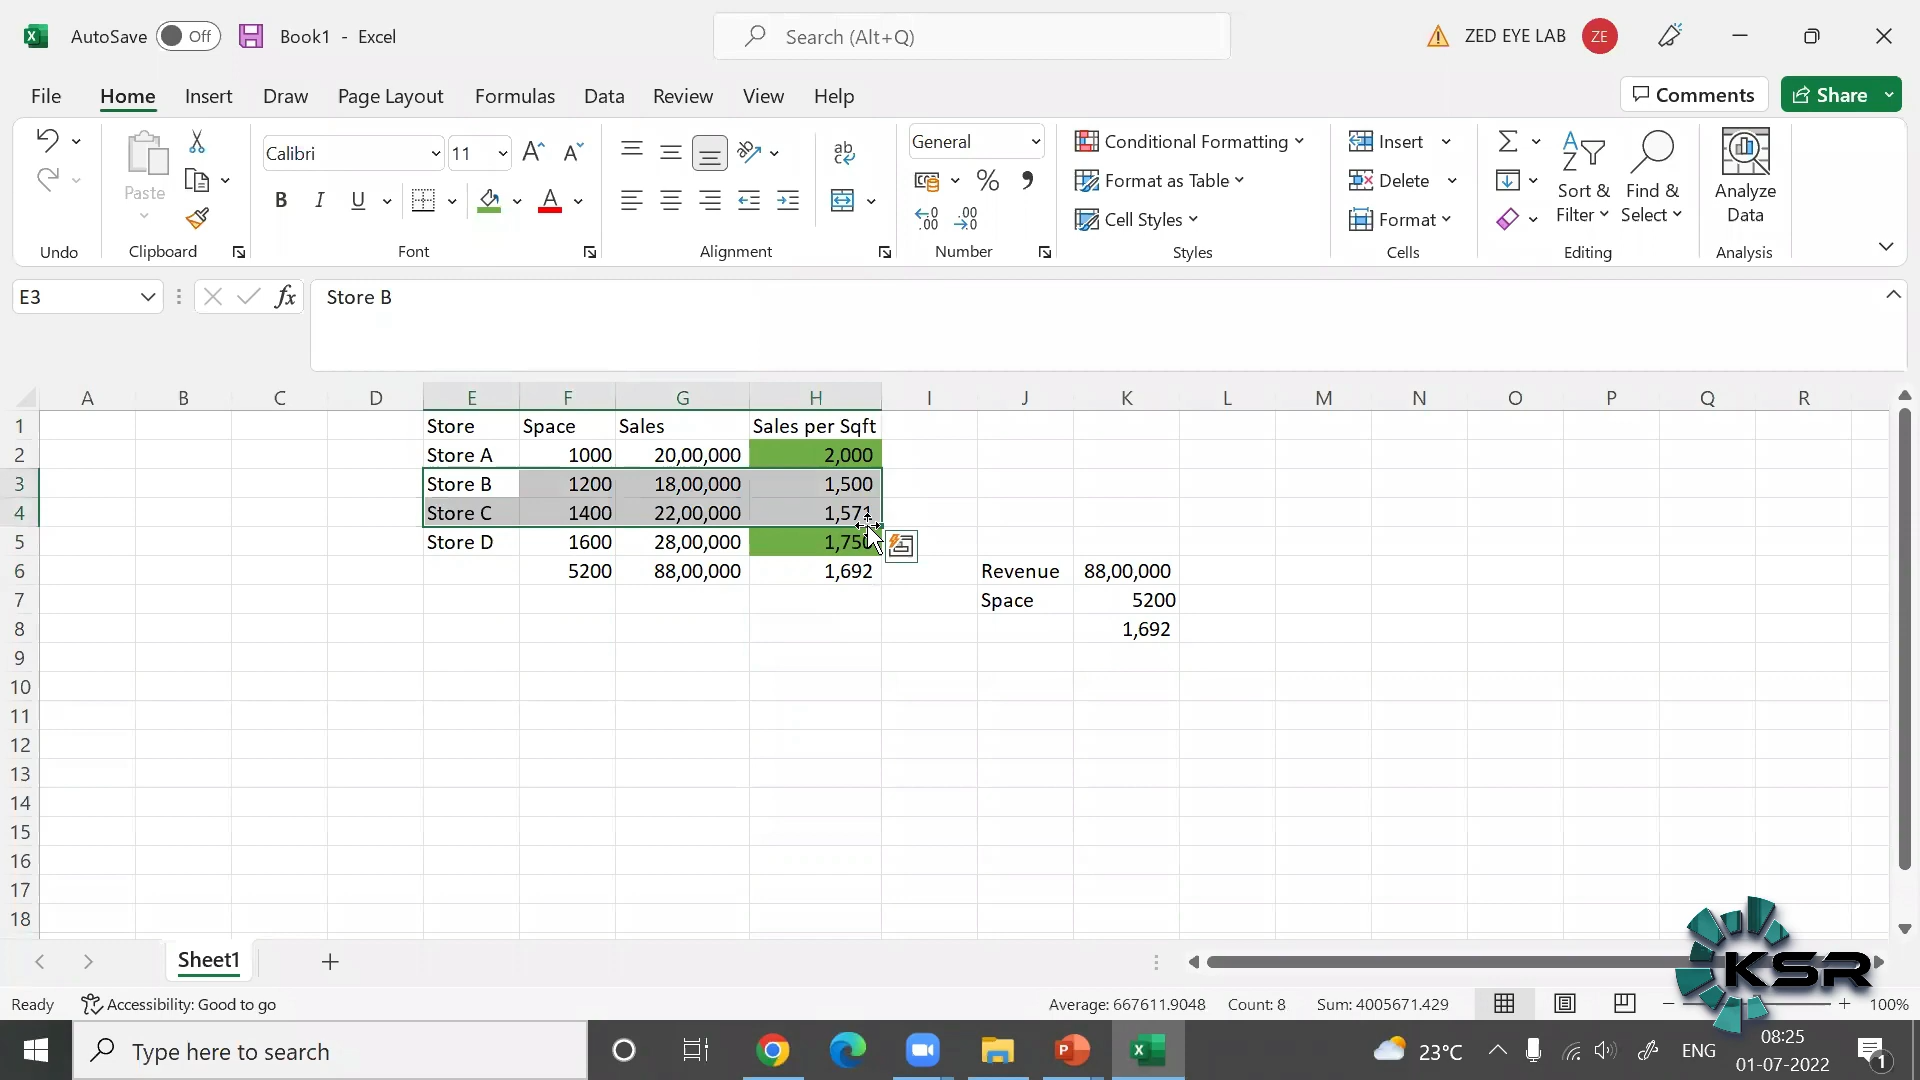 AutoSave Off Book1 - Excel Search (Alt+Q) ZED EYE LAB ZE
File Home Insert Draw Page Layout Formulas Data Review View Help Comments Share
Paste Calibri 11 B I U A General Conditional Formatting Format as Table Cell Styles Insert Delete Format Sort & Filter Find & Select Analyze Data
Undo Clipboard Font Alignment Number Styles Cells Editing Analysis
E3 fx Store B
A B C D E F G H I J K L M N O P Q R
1 Store Space Sales Sales per Sqft
2 Store A 1000 20,00,000 2,000
3 Store B 1200 18,00,000 1,500
4 Store C 1400 22,00,000 1,571
5 Store D 1600 28,00,000 1,750
6 5200 88,00,000 1,692 Revenue 88,00,000
7 Space 5200
8 1,692
9
10
11
12
13
14
15
16
17
18
Sheet1
KSR
Ready Accessibility: Good to go Average: 667611.9048 Count: 8 Sum: 4005671.429 100%
Type here to search 23°C ENG 08:25
01-07-2022 1